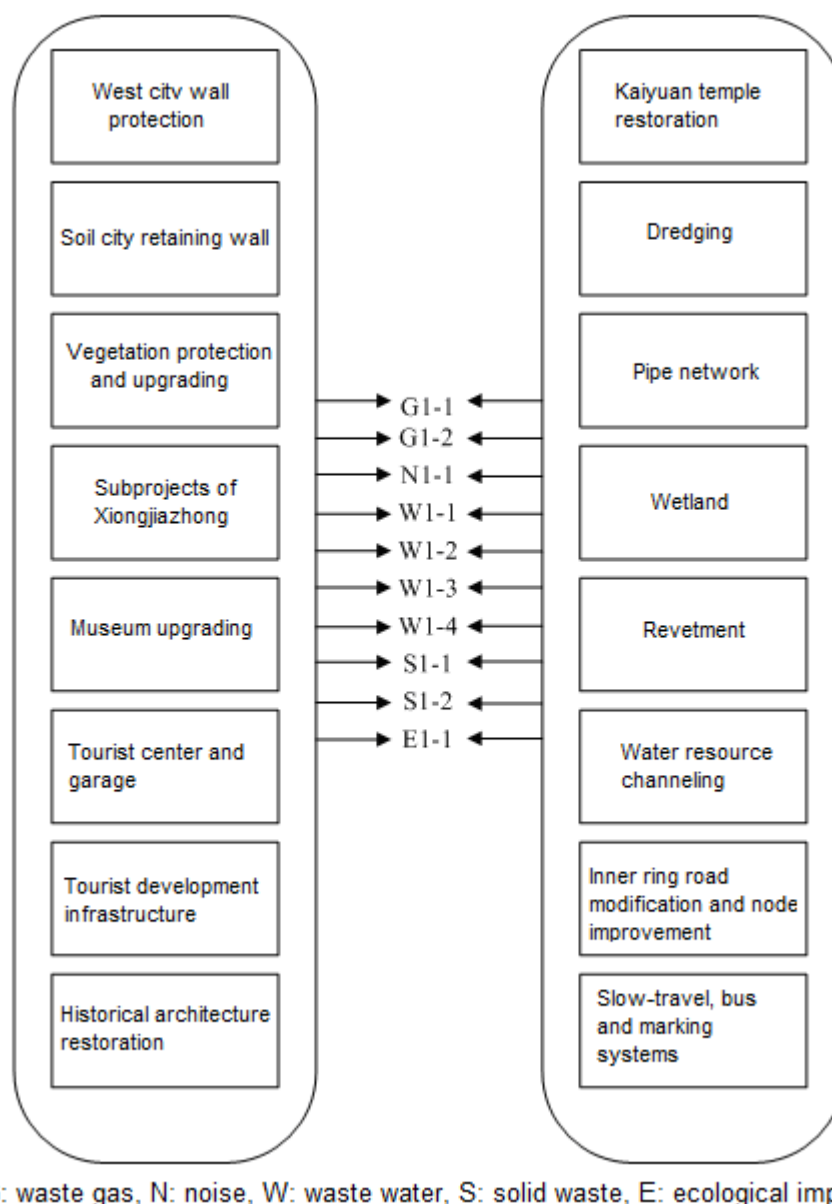 West city wall
protection
Soil city retaining wall
Vegetation protection
and upgrading
Subprojects of
Xiongjiazhong
Museum upgrading
Tourist center and
garage
Tourist development
infrastructure
Historical architecture
restoration
G1-1
G1-2
N1-1
W1-1
W1-2
W1-3
W1-4
S1-1
S1-2
E1-1
Kaiyuan temple
restoration
Dredging
Pipe network
Wetland
Revetment
Water resource
channeling
Inner ring road
modification and node
improvement
Slow-travel, bus
and marking
systems
: waste gas, N: noise, W: waste water, S: solid waste, E: ecological imp